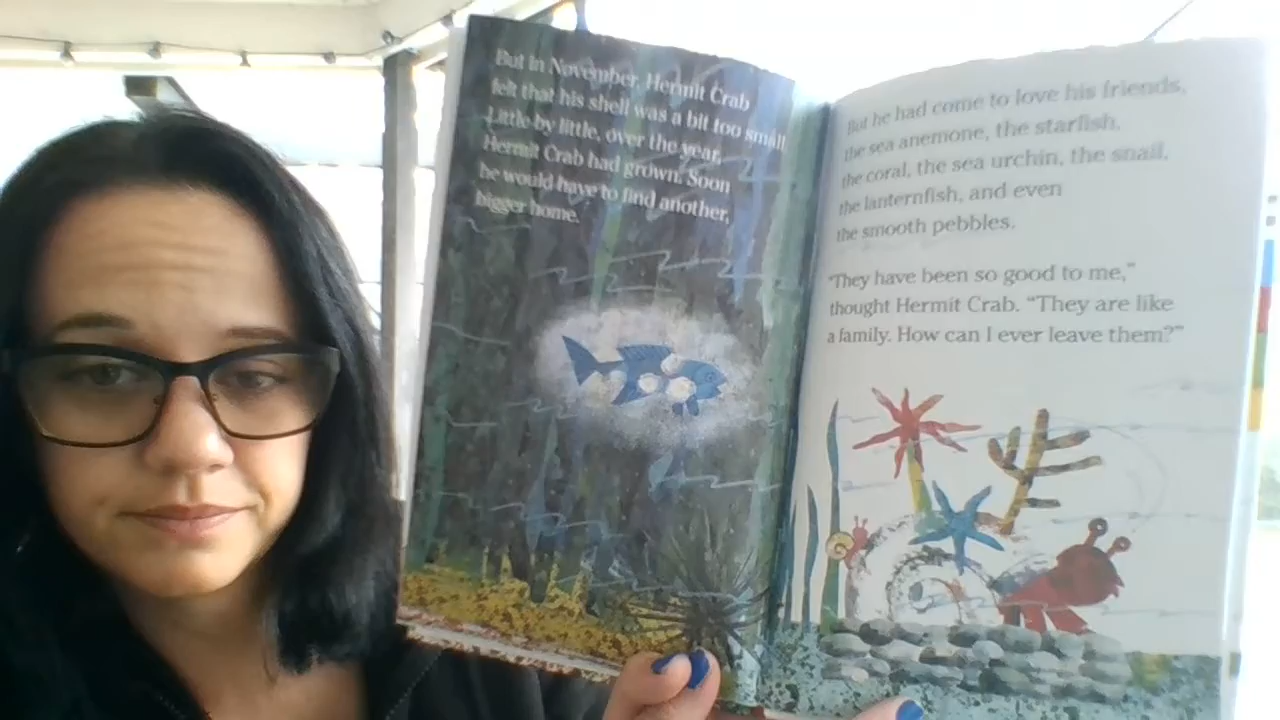 But in November, Hermit Crab
felt that his shell was a bit too small.
Little by little, over the year,
Hermit Crab had grown. Soon
he would have to find another,
bigger home.
But he had come to love his friends,
the sea anemone, the starfish,
the coral, the sea urchin, the snail,
the lanternfish, and even
the smooth pebbles.
"They have been so good to me,"
thought Hermit Crab. "They are like
a family. How can I ever leave them?"